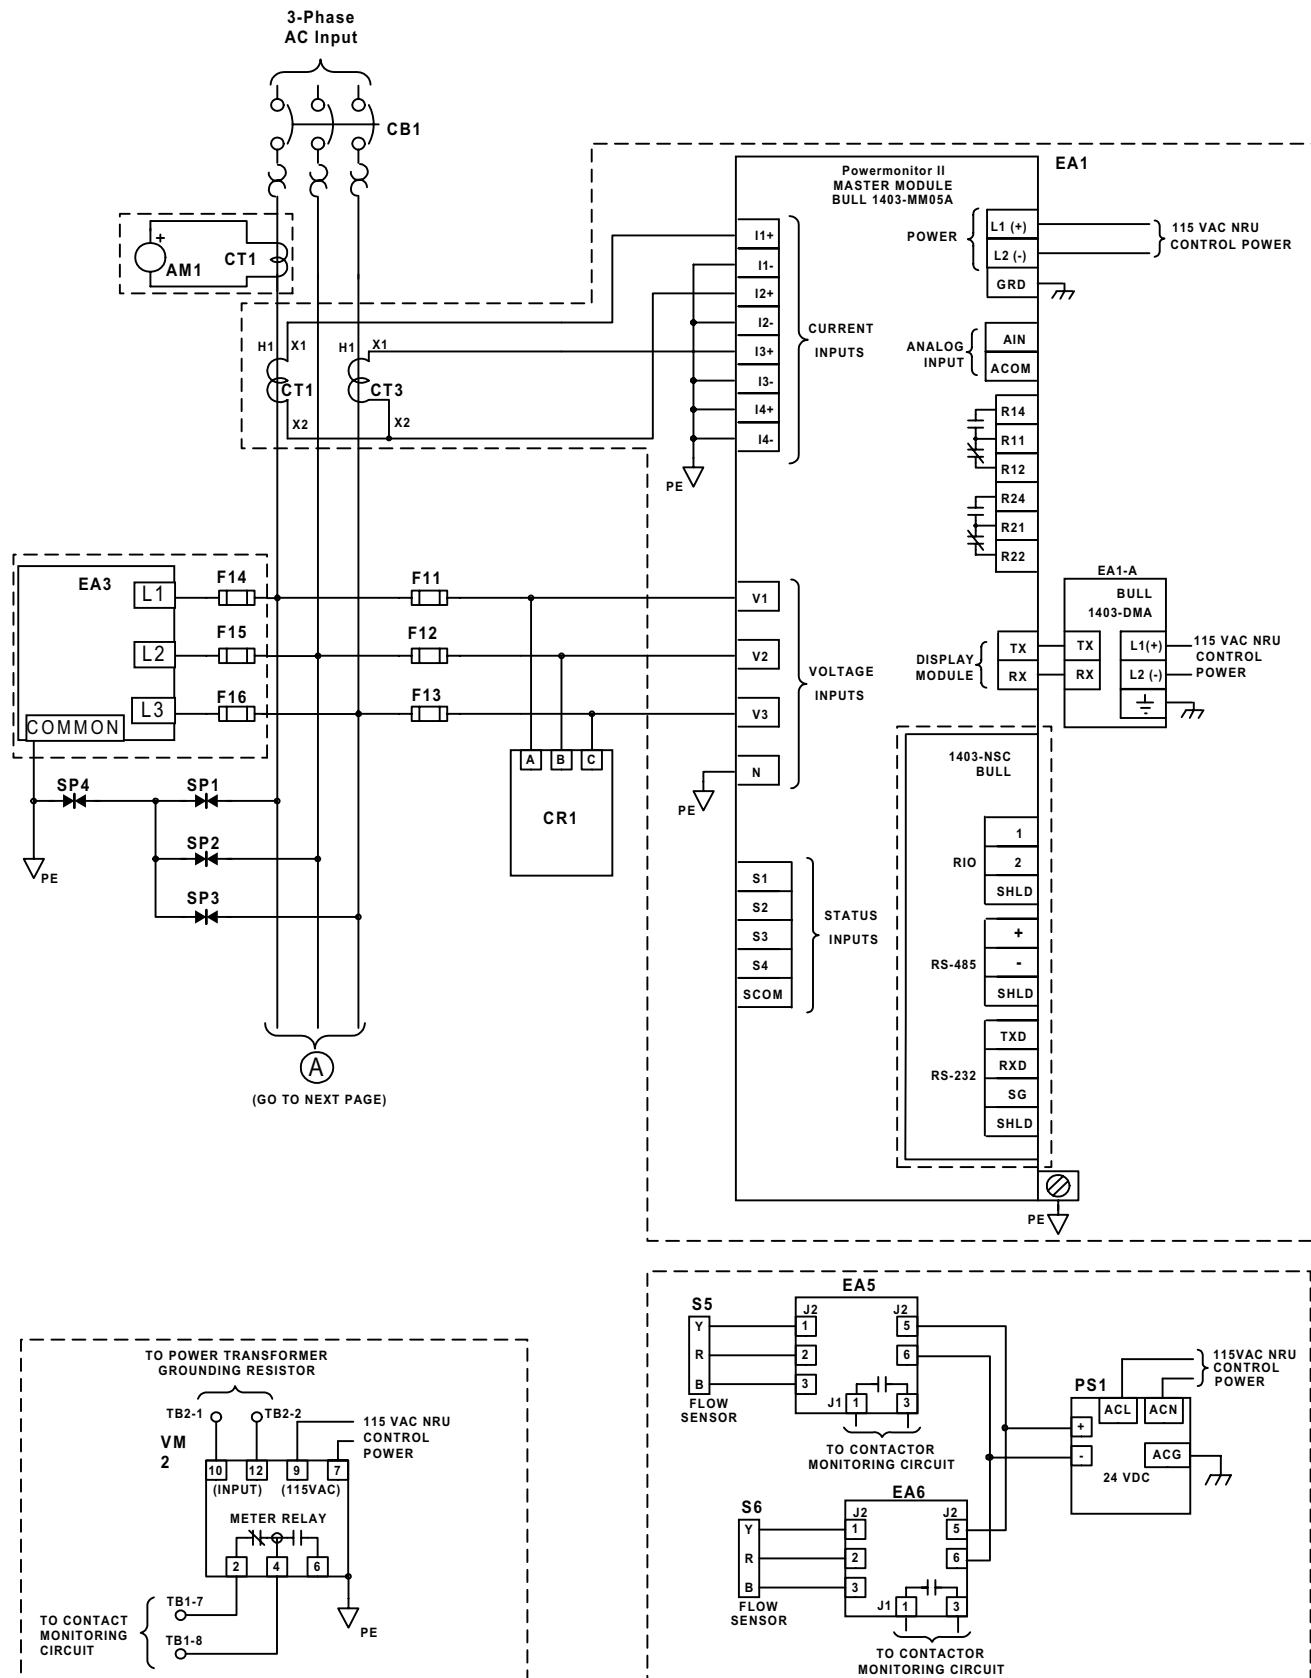 3-Phase
AC Input
CB1
AM1
+
CT1
H1
X1
H1
X1
CT1
CT3
X2
X2
EA1
Powermonitor II
MASTER MODULE
BULL 1403-MM05A
I1+
I1-
I2+
I2-
I3+
I3-
I4+
I4-
CURRENT
INPUTS
PE
POWER
L1 (+)
L2 (-)
GRD
115 VAC NRU
CONTROL POWER
ANALOG
INPUT
AIN
ACOM
R14
R11
R12
R24
R21
R22
EA3
L1
L2
L3
COMMON
F14
F15
F16
F11
F12
F13
V1
V2
V3
N
VOLTAGE
INPUTS
PE
A
B
C
CR1
SP4
SP1
SP2
SP3
PE
A
(GO TO NEXT PAGE)
DISPLAY
MODULE
TX
RX
EA1-A
BULL
1403-DMA
TX
RX
L1(+)
L2 (-)
115 VAC NRU
CONTROL
POWER
S1
S2
S3
S4
SCOM
STATUS
INPUTS
1403-NSC
BULL
RIO
1
2
SHLD
RS-485
+
-
SHLD
RS-232
TXD
RXD
SG
SHLD
PE
TO POWER TRANSFORMER
GROUNDING RESISTOR
TB2-1
TB2-2
VM
2
115 VAC NRU
CONTROL
POWER
10
12
9
7
(INPUT)
(115VAC)
METER RELAY
2
4
6
PE
TB1-7
TB1-8
TO CONTACT
MONITORING
CIRCUIT
EA5
S5
Y
R
B
FLOW
SENSOR
J2
1
2
3
J2
5
6
J1
1
3
TO CONTACTOR
MONITORING CIRCUIT
EA6
S6
Y
R
B
FLOW
SENSOR
J2
1
2
3
J2
5
6
J1
1
3
TO CONTACTOR
MONITORING CIRCUIT
PS1
ACL
ACN
ACG
+
-
24 VDC
115VAC NRU
CONTROL
POWER